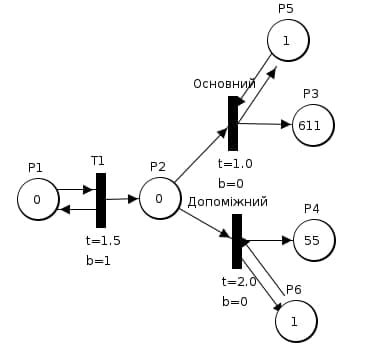 P5
1
Основний
P3
611
t=1.0
b=0
P1
0
T1
t=1.5
b=1
P2
0
Допоміжний
P4
55
t=2.0
b=0
P6
1